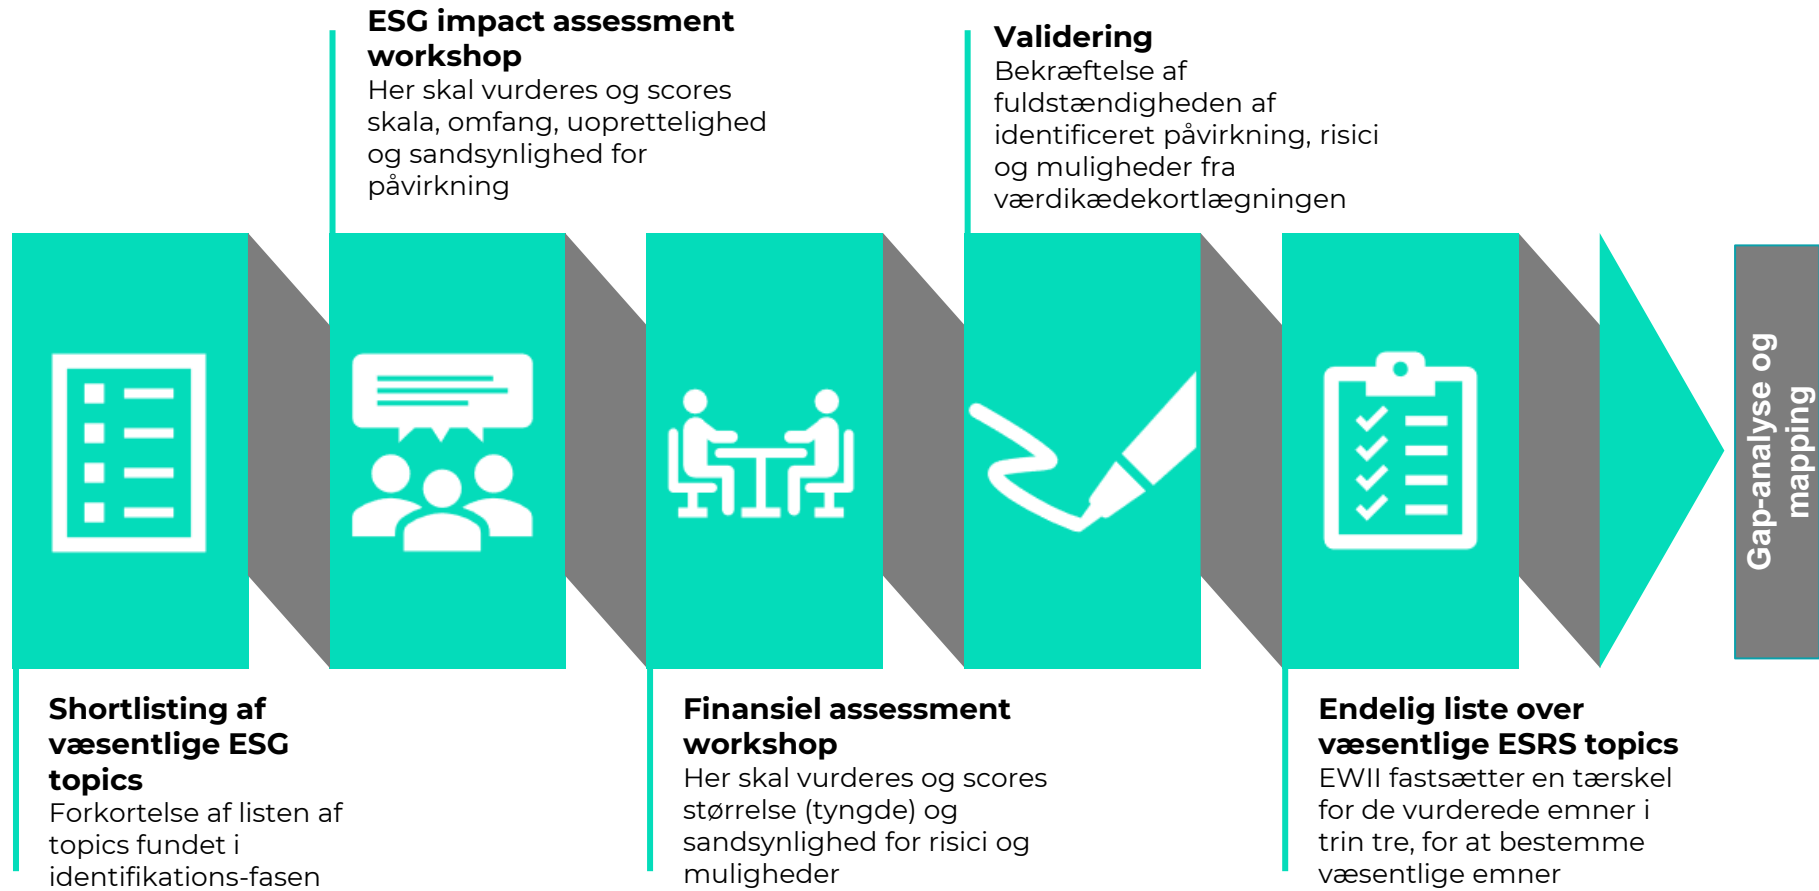 ESG impact assessment
workshop
Her skal vurderes og scores
skala, omfang, uoprettelighed
og sandsynlighed for
påvirkning
Validering
Bekræftelse af
fuldstændigheden af
identificeret påvirkning, risici
og muligheder fra
værdikædekortlægningen
Gap-analyse og
mapping
Shortlisting af
væsentlige ESG
topics
Forkortelse af listen af
topics fundet i
identifikations-fasen
Finansiel assessment
workshop
Her skal vurderes og scores
størrelse (tyngde) og
sandsynlighed for risici og
muligheder
Endelig liste over
væsentlige ESRS topics
EWII fastsætter en tærskel
for de vurderede emner i
trin tre, for at bestemme
væsentlige emner